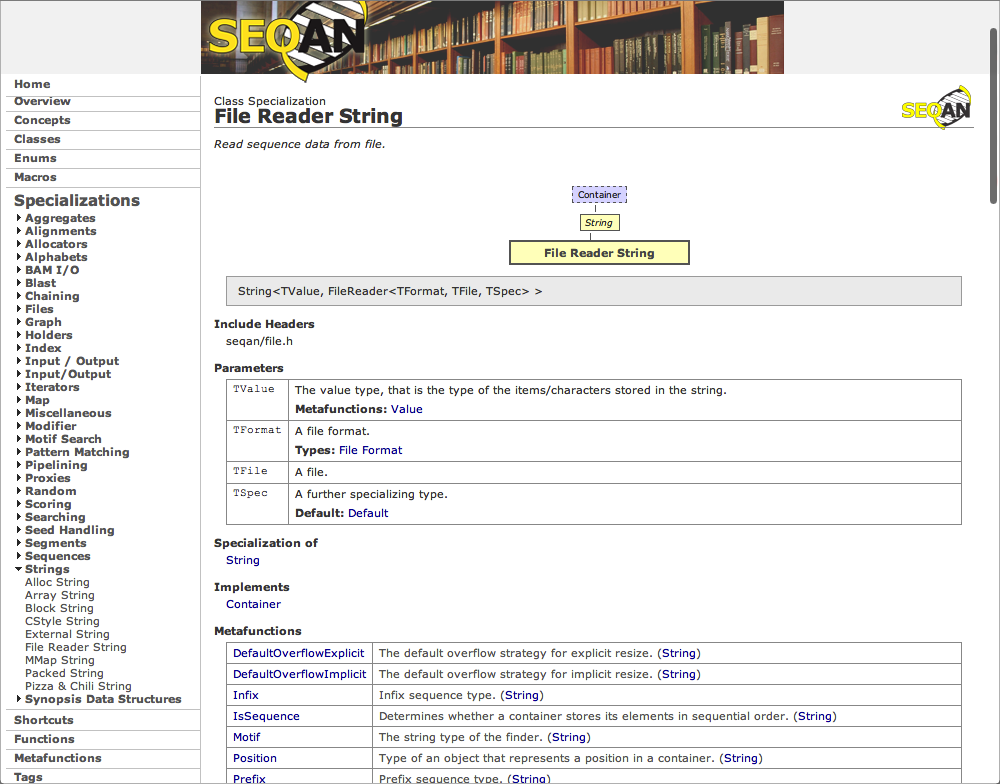 SEQAN
Home
Overview
Concepts
Classes
Enums
Macros
Specializations
Aggregates
Alignments
Allocators
Alphabets
BAM I/O
Blast
Chaining
Files
Graph
Holders
Index
Input / Output
Input/Output
Iterators
Map
Miscellaneous
Modifier
Motif Search
Pattern Matching
Pipelining
Proxies
Random
Scoring
Searching
Seed Handling
Segments
Sequences
Strings
Alloc String
Array String
Block String
CStyle String
External String
File Reader String
MMap String
Packed String
Pizza & Chili String
Synopsis Data Structures
Shortcuts
Functions
Metafunctions
Tags
Class Specialization
File Reader String
SEQAN
Read sequence data from file.
Container
String
File Reader String
String<TValue, FileReader<TFormat, TFile, TSpec> >
Include Headers
seqan/file.h
Parameters
TValue The value type, that is the type of the items/characters stored in the string.
Metafunctions: Value
TFormat A file format.
Types: File Format
TFile A file.
TSpec A further specializing type.
Default: Default
Specialization of
String
Implements
Container
Metafunctions
DefaultOverflowExplicit The default overflow strategy for explicit resize. (String)
DefaultOverflowImplicit The default overflow strategy for implicit resize. (String)
Infix Infix sequence type. (String)
IsSequence Determines whether a container stores its elements in sequential order. (String)
Motif The string type of the finder. (String)
Position Type of an object that represents a position in a container. (String)
Prefix Prefix sequence type. (String)